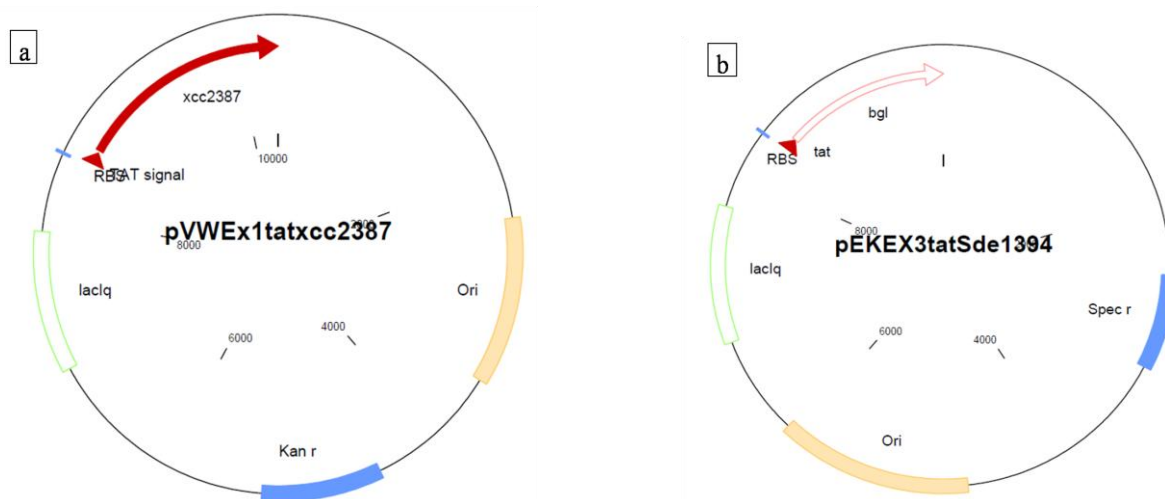 a
xcc2387
10000
RBS TAT signal
pVWEx1tatxcc2387
8000
lacIq
Ori
6000
4000
Kan r
b
bgl
RBS
tat
8000
pEKEX3tatSde1394
lacIq
Spec r
6000
4000
Ori